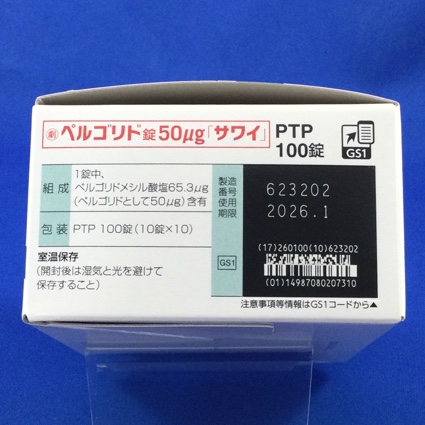 劇 ペルゴリド錠50μg「サワイ」
PTP
100錠
GS1
組成
1錠中、
ペルゴリドメシル酸塩65.3μg
(ペルゴリドとして50μg)含有
包装
PTP 100錠(10錠×10)
室温保存
(開封後は湿気と光を避けて
保存すること)
製造
番号
使用
期限
623202
2026.1
GS1
(17)260100(10)623202
(01)14987080207310
注意事項等情報はGS1コードから▲